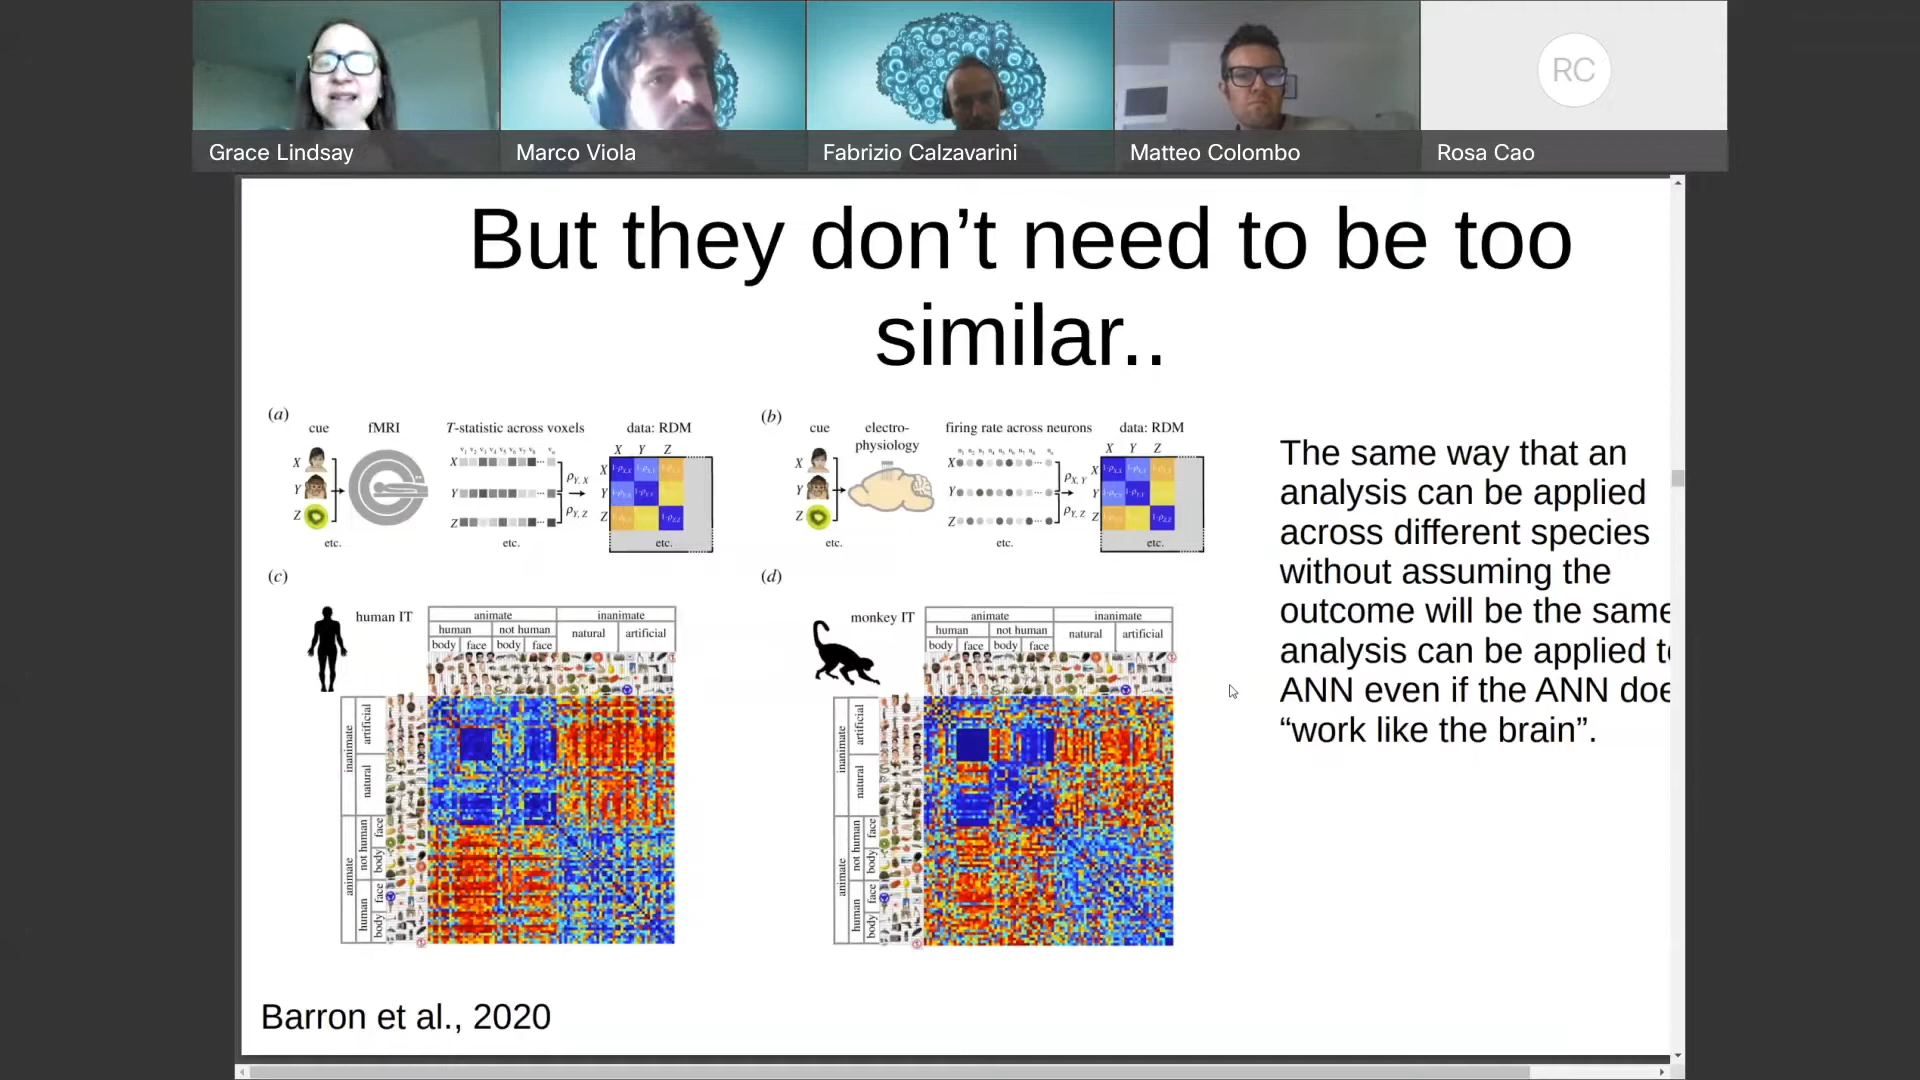 Grace Lindsay
Marco Viola
Fabrizio Calzavarini
Matteo Colombo
RC
Rosa Cao
But they don’t need to be too
similar..
(a)
cue
fMRI
T-statistic across voxels
data: RDM
X Y Z
X
Y
Z
etc.
etc.
etc.
(b)
cue
electro-
physiology
firing rate across neurons
data: RDM
X Y Z
X
Y
Z
etc.
etc.
etc.
(c)
human IT
animate inanimate
human not human natural artificial
body face body face
inanimate
artificial
natural
animate
not human
face
body
human
face
body
(d)
monkey IT
animate inanimate
human not human natural artificial
body face body face
inanimate
artificial
natural
animate
not human
face
body
human
face
body
The same way that an
analysis can be applied
across different species
without assuming the
outcome will be the same
analysis can be applied t
ANN even if the ANN doe
“work like the brain”.
Barron et al., 2020